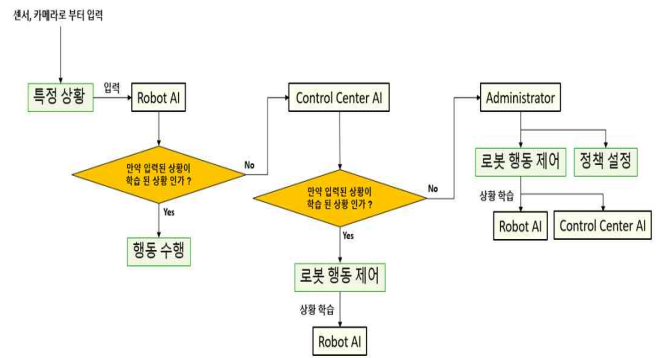 센서, 카메라로 부터 입력
특정 상황
입력
Robot AI
Control Center AI
Administrator
만약 입력된 상황이
학습 된 상황 인가 ?
No
Yes
행동 수행
만약 입력된 상황이
학습 된 상황 인가 ?
No
Yes
로봇 행동 제어
상황 학습
Robot AI
로봇 행동 제어
정책 설정
상황 학습
Robot AI
Control Center AI